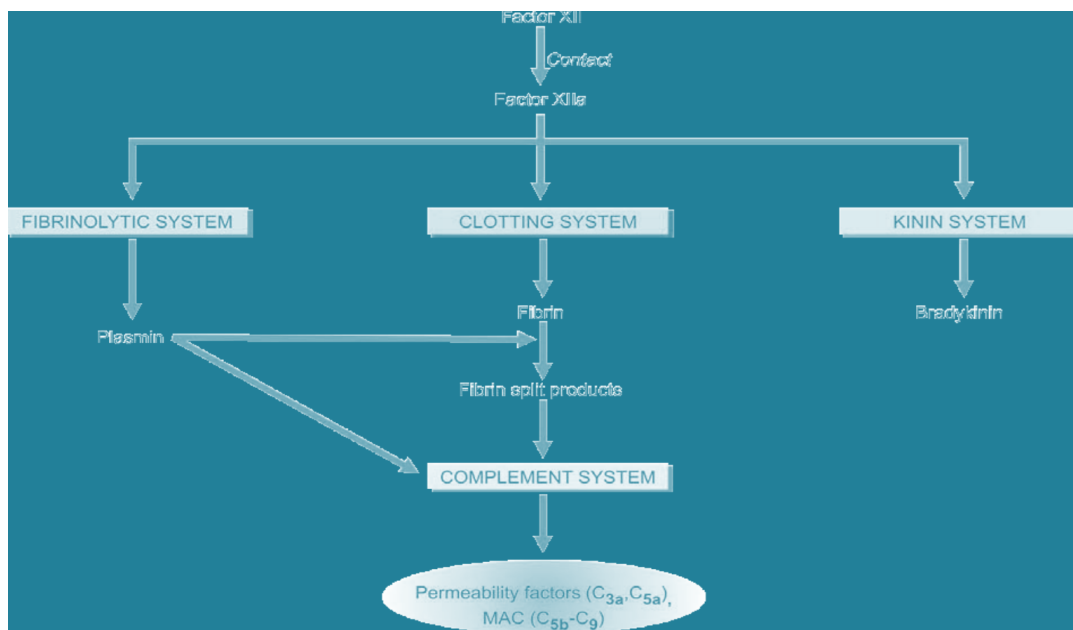 Factor XII
Contact
Factor XIIa
FIBRINOLYTIC SYSTEM
CLOTTING SYSTEM
KININ SYSTEM
Fibrin
Bradykinin
Plasmin
Fibrin split products
COMPLEMENT SYSTEM
Permeability factors (C3a,C5a),
MAC (C5b-C9)